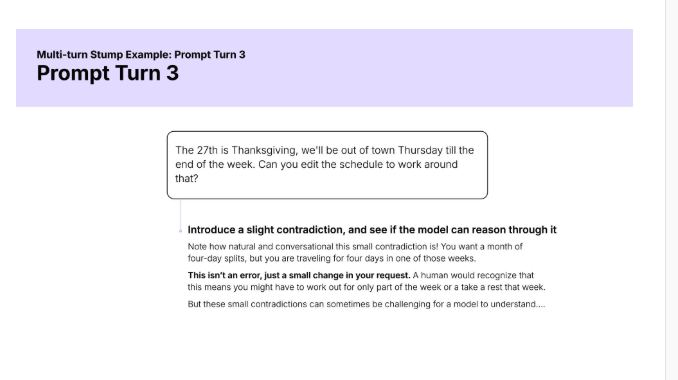 Multi-turn Stump Example: Prompt Turn 3
Prompt Turn 3
The 27th is Thanksgiving, we'll be out of town Thursday till the
end of the week. Can you edit the schedule to work around
that?
Introduce a slight contradiction, and see if the model can reason through it
Note how natural and conversational this small contradiction is! You want a month of
four-day splits, but you are traveling for four days in one of those weeks.
This isn't an error, just a small change in your request. A human would recognize that
this means you might have to work out for only part of the week or a take a rest that week.
But these small contradictions can sometimes be challenging for a model to understand....